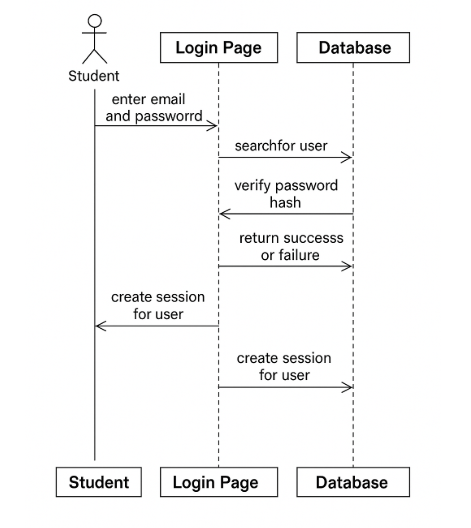 Student
Login Page
Database
enter email
and passworrd
searchfor user
verify password
hash
return successs
or failure
create session
for user
create session
for user
Student
Login Page
Database